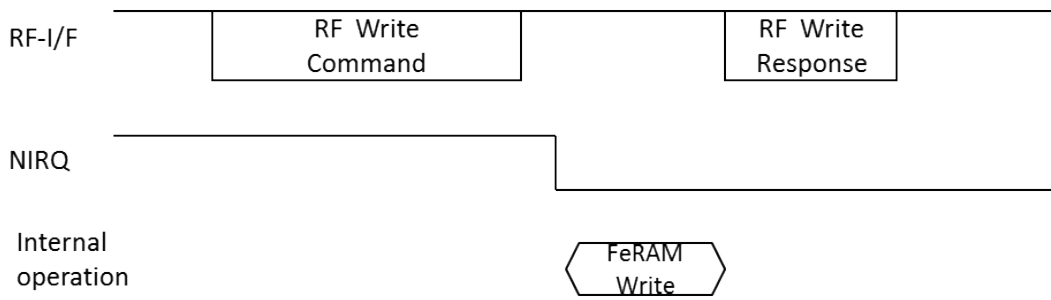 RF-I/F
RF Write
Command
RF Write
Response
NIRQ
Internal
operation
FeRAM
Write